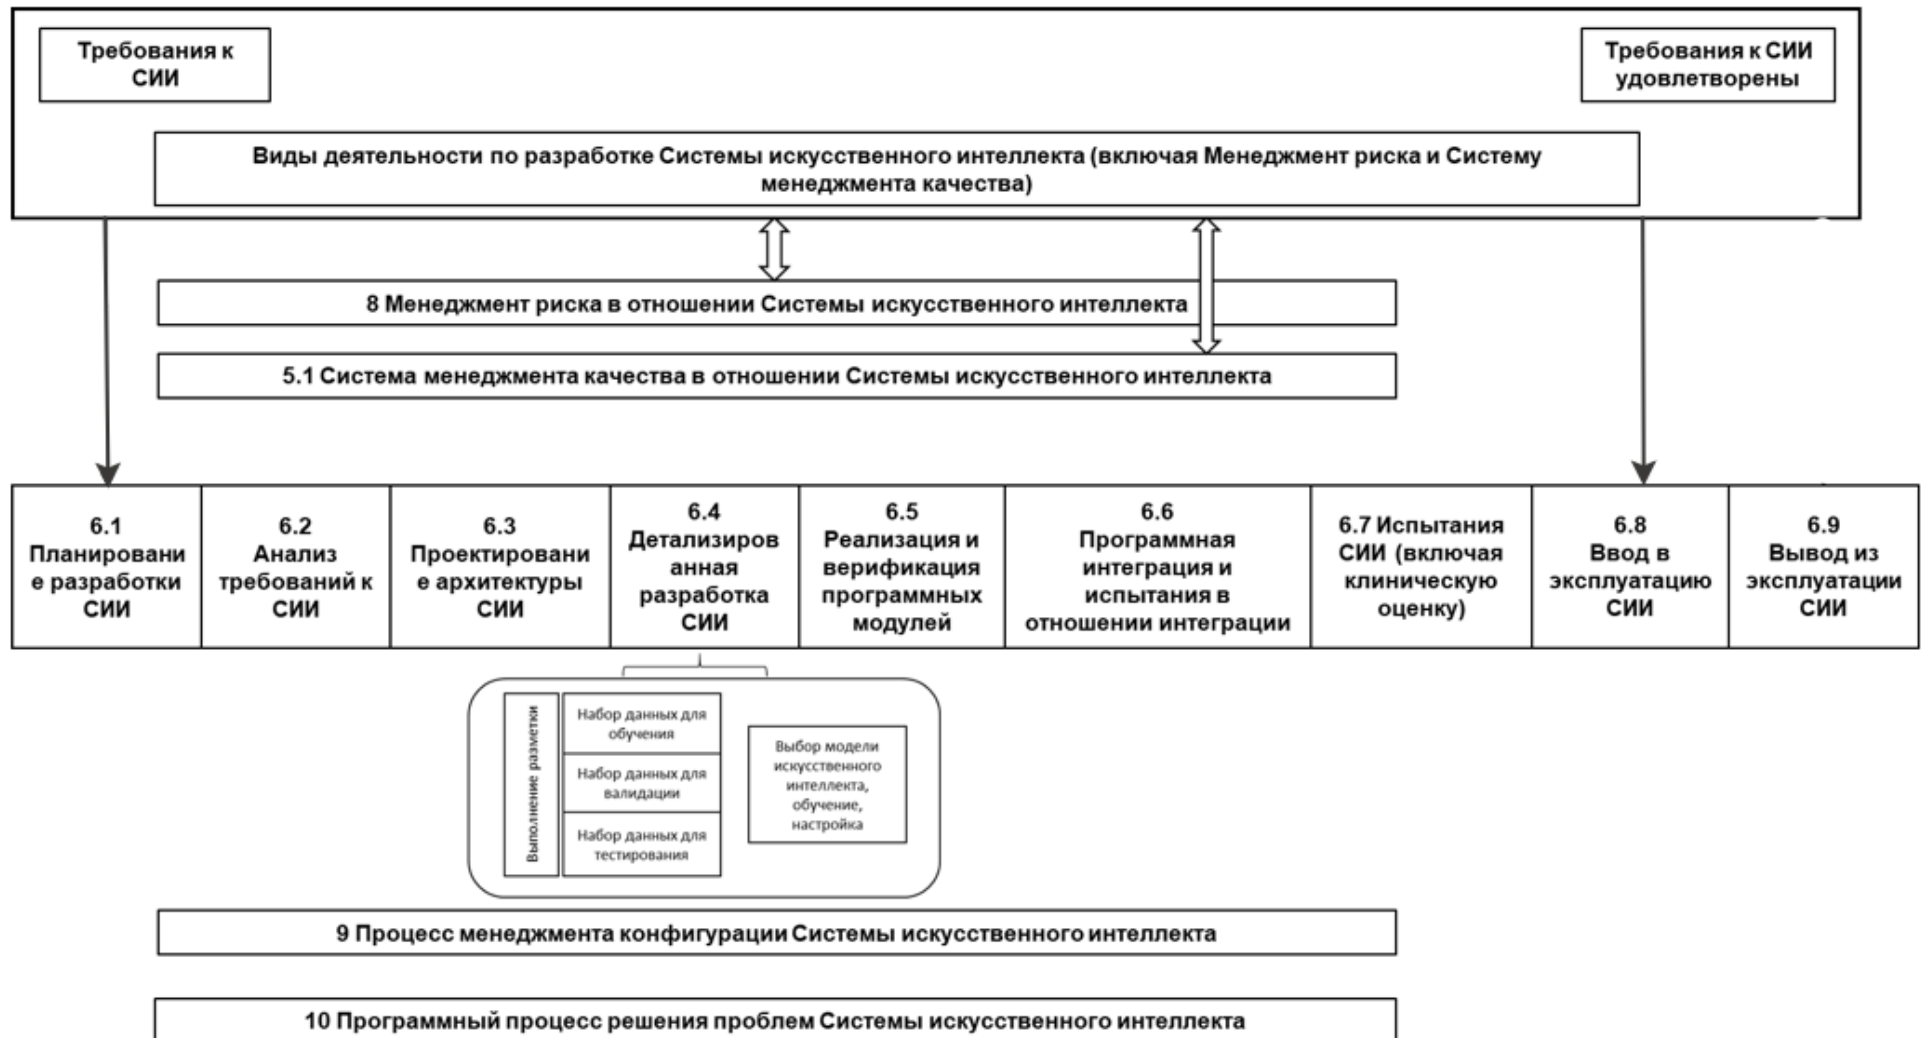 Требования к
СИИ
Требования к СИИ
удовлетворены
Виды деятельности по разработке Системы искусственного интеллекта (включая Менеджмент риска и Систему
менеджмента качества)
8 Менеджмент риска в отношении Системы искусственного интеллекта
5.1 Система менеджмента качества в отношении Системы искусственного интеллекта
6.1
Планировани
е разработки
СИИ
6.2
Анализ
требований к
СИИ
6.3
Проектировани
е архитектуры
СИИ
6.4
Детализиров
анная
разработка
СИИ
6.5
Реализация и
верификация
программных
модулей
6.6
Программная
интеграция и
испытания в
отношении интеграции
6.7 Испытания
СИИ (включая
клиническую
оценку)
6.8
Ввод в
эксплуатацию
СИИ
6.9
Вывод из
эксплуатации
СИИ
Выполнение разметки
Набор данных для
обучения
Набор данных для
валидации
Набор данных для
тестирования
Выбор модели
искусственного
интеллекта,
обучение,
настройка
9 Процесс менеджмента конфигурации Системы искусственного интеллекта
10 Программный процесс решения проблем Системы искусственного интеллекта